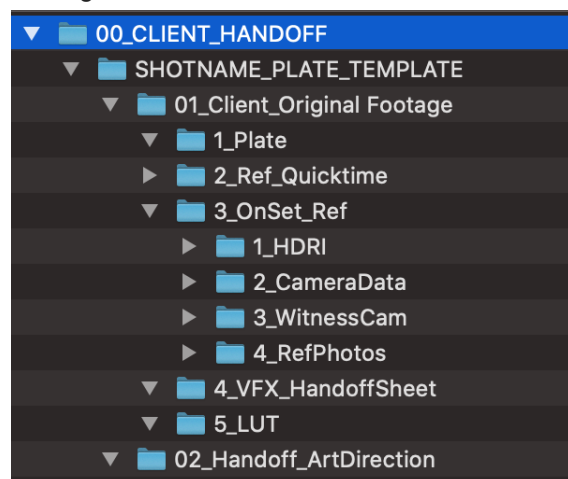 00_CLIENT_HANDOFF
SHOTNAME_PLATE_TEMPLATE
01_Client_Original Footage
1_Plate
2_Ref_Quicktime
3_OnSet_Ref
1_HDRI
2_CameraData
3_WitnessCam
4_RefPhotos
4_VFX_HandoffSheet
5_LUT
02_Handoff_ArtDirection